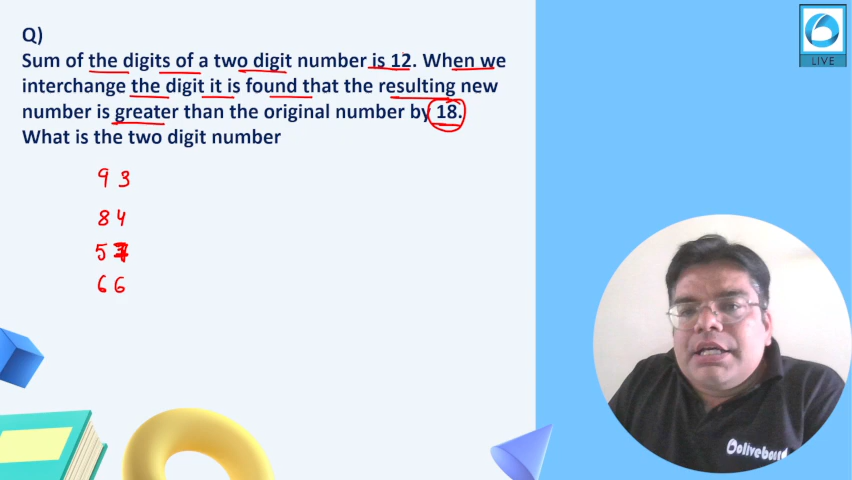 Q)
Sum of the digits of a two digit number is 12. When we
interchange the digit it is found that the resulting new
number is greater than the original number by 18.
What is the two digit number
9 3
8 4
5 7
6 6
LIVE
oliveboard